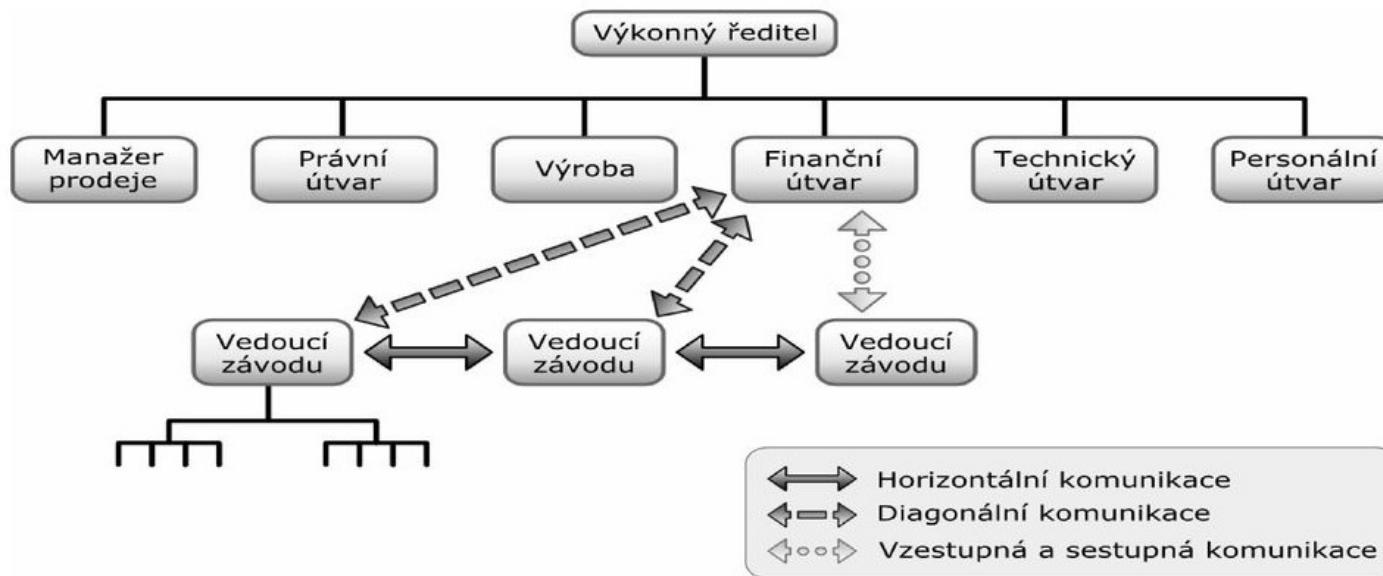 Výkonný ředitel
Manažer
prodeje
Právní
útvar
Výroba
Finanční
útvar
Technický
útvar
Personální
útvar
Vedoucí
závodu
Vedoucí
závodu
Vedoucí
závodu
Horizontální komunikace
Diagonální komunikace
Vzestupná a sestupná komunikace